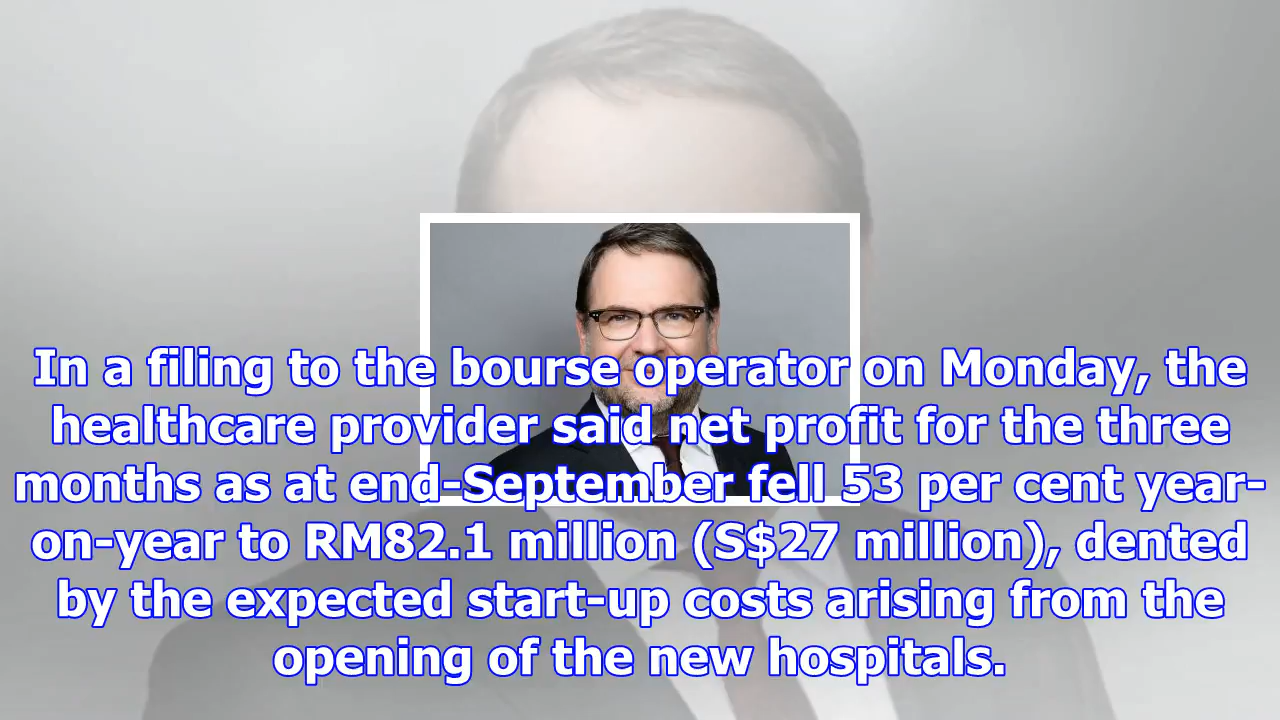 In a filing to the bourse operator on Monday, the
healthcare provider said net profit for the three
months as at end-September fell 53 per cent year-
on-year to RM82.1 million (S$27 million), dented
by the expected start-up costs arising from the
opening of the new hospitals.